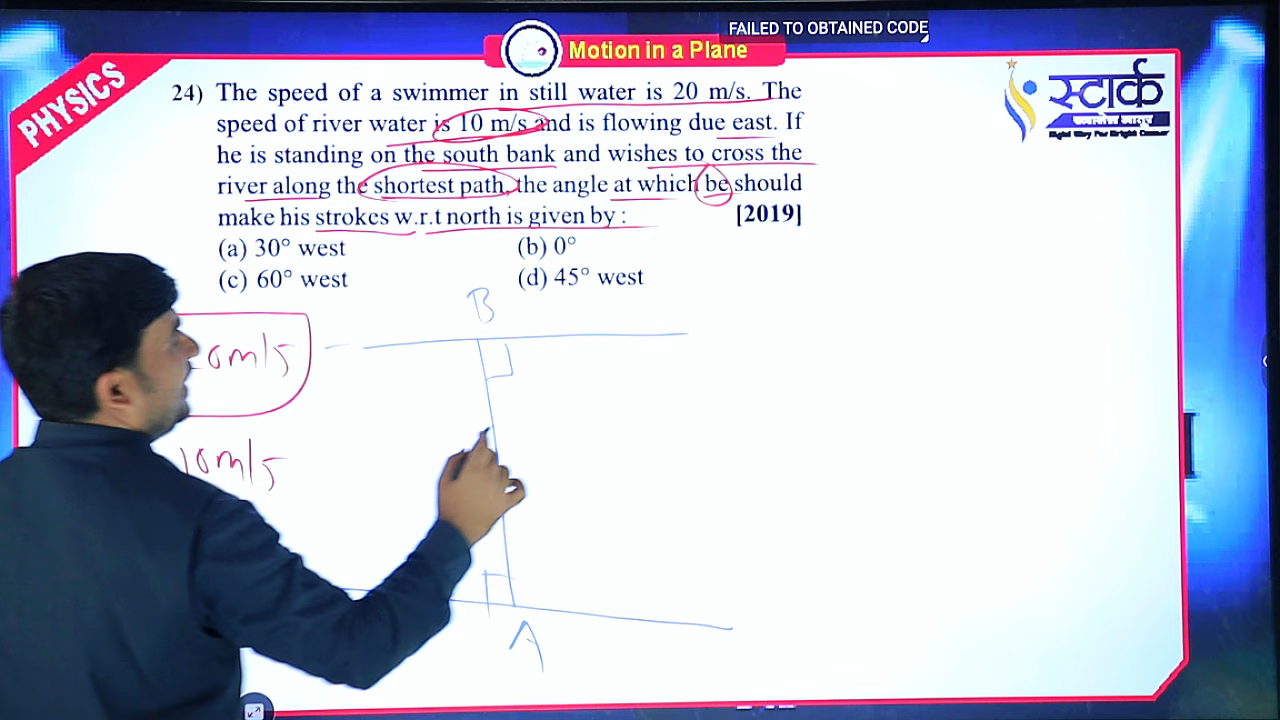 FAILED TO OBTAINED CODE
Motion in a Plane
PHYSICS
स्टार्क
24) The speed of a swimmer in still water is 20 m/s. The
speed of river water is 10 m/s and is flowing due east. If
he is standing on the south bank and wishes to cross the
river along the shortest path, the angle at which be should
make his strokes w.r.t north is given by :
[2019]
(a) 30° west
(b) 0°
(c) 60° west
(d) 45° west
B
0m/s
10m/s
A